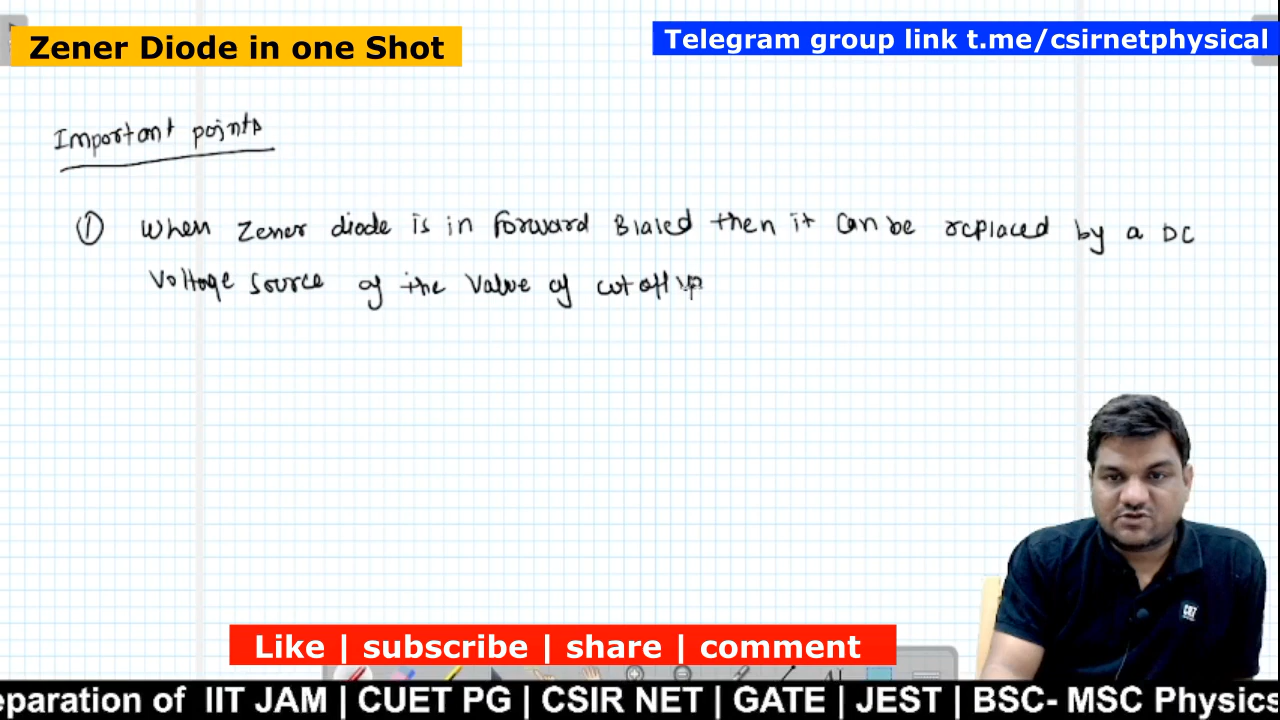 Zener Diode in one Shot
Telegram group link t.me/csirnetphysical
Important points
① When Zener diode is in Forward Biased then it can be replaced by a DC
Voltage source of the value of cut off
Like | subscribe | share | comment
eparation of IIT JAM | CUET PG | CSIR NET | GATE | JEST | BSC- MSC Physics